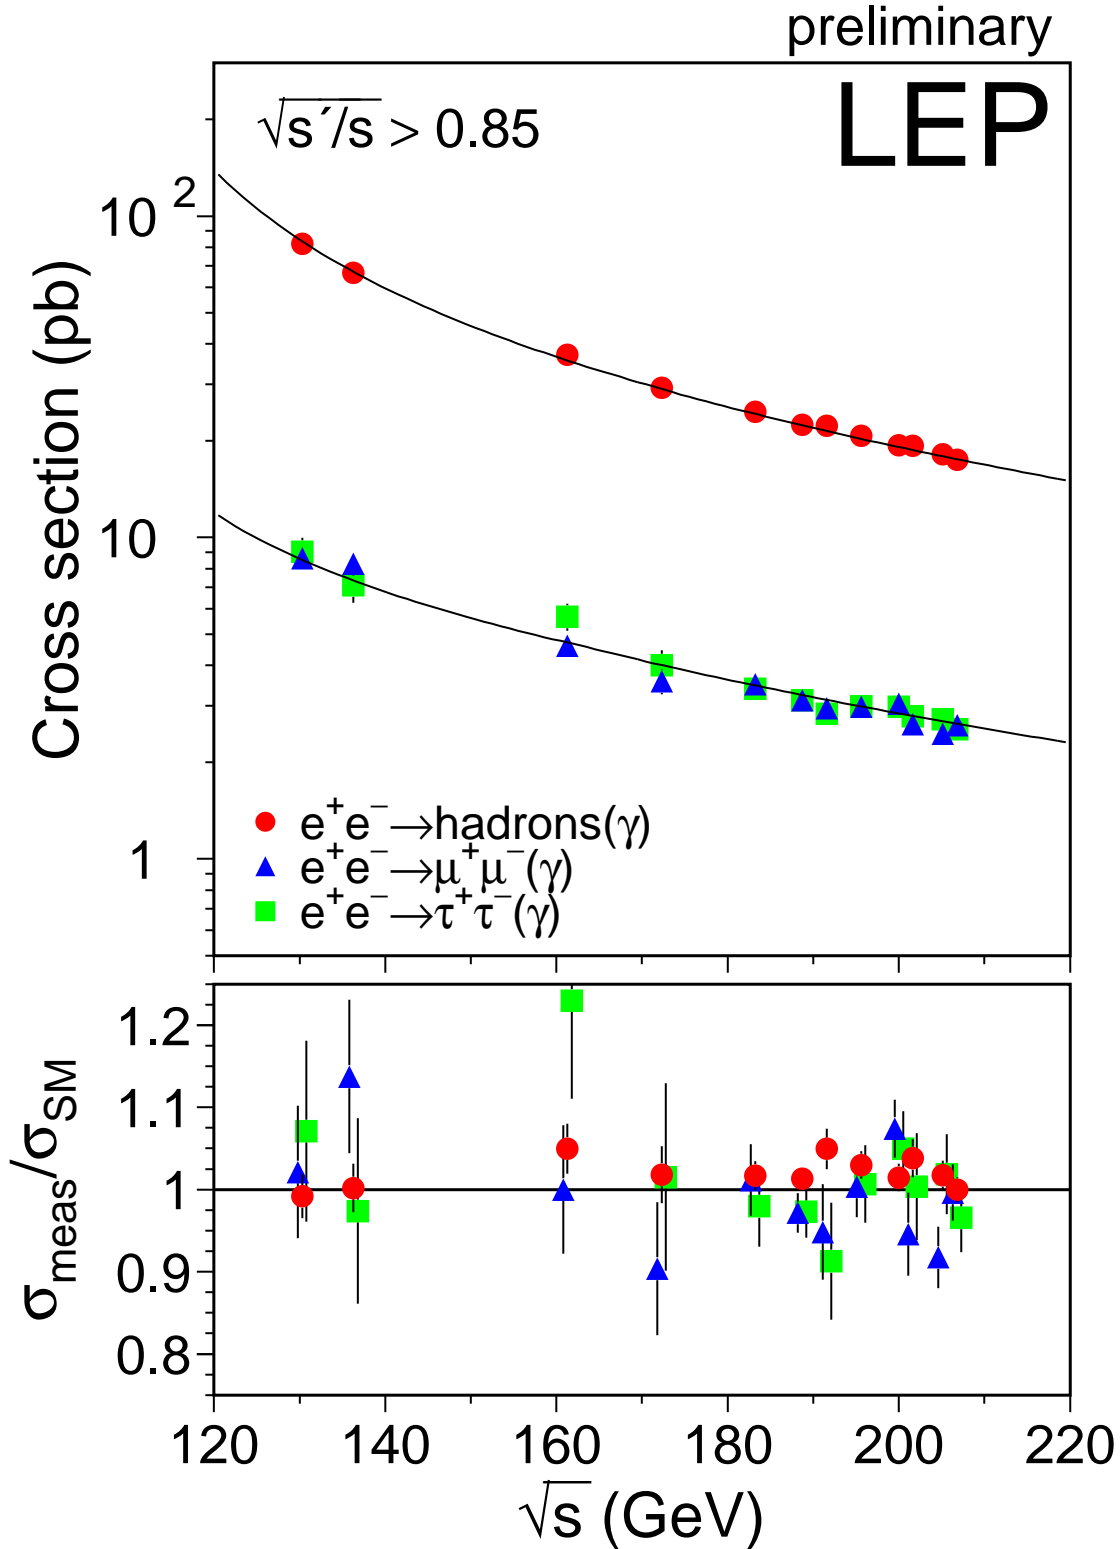 preliminary
LEP
√s´/s > 0.85
Cross section (pb)
10²
10
1
e⁺e⁻→hadrons(γ)
e⁺e⁻→μ⁺μ⁻(γ)
e⁺e⁻→τ⁺τ⁻(γ)
σmeas/σSM
1.2
1.1
1
0.9
0.8
120 140 160 180 200 220
√s (GeV)